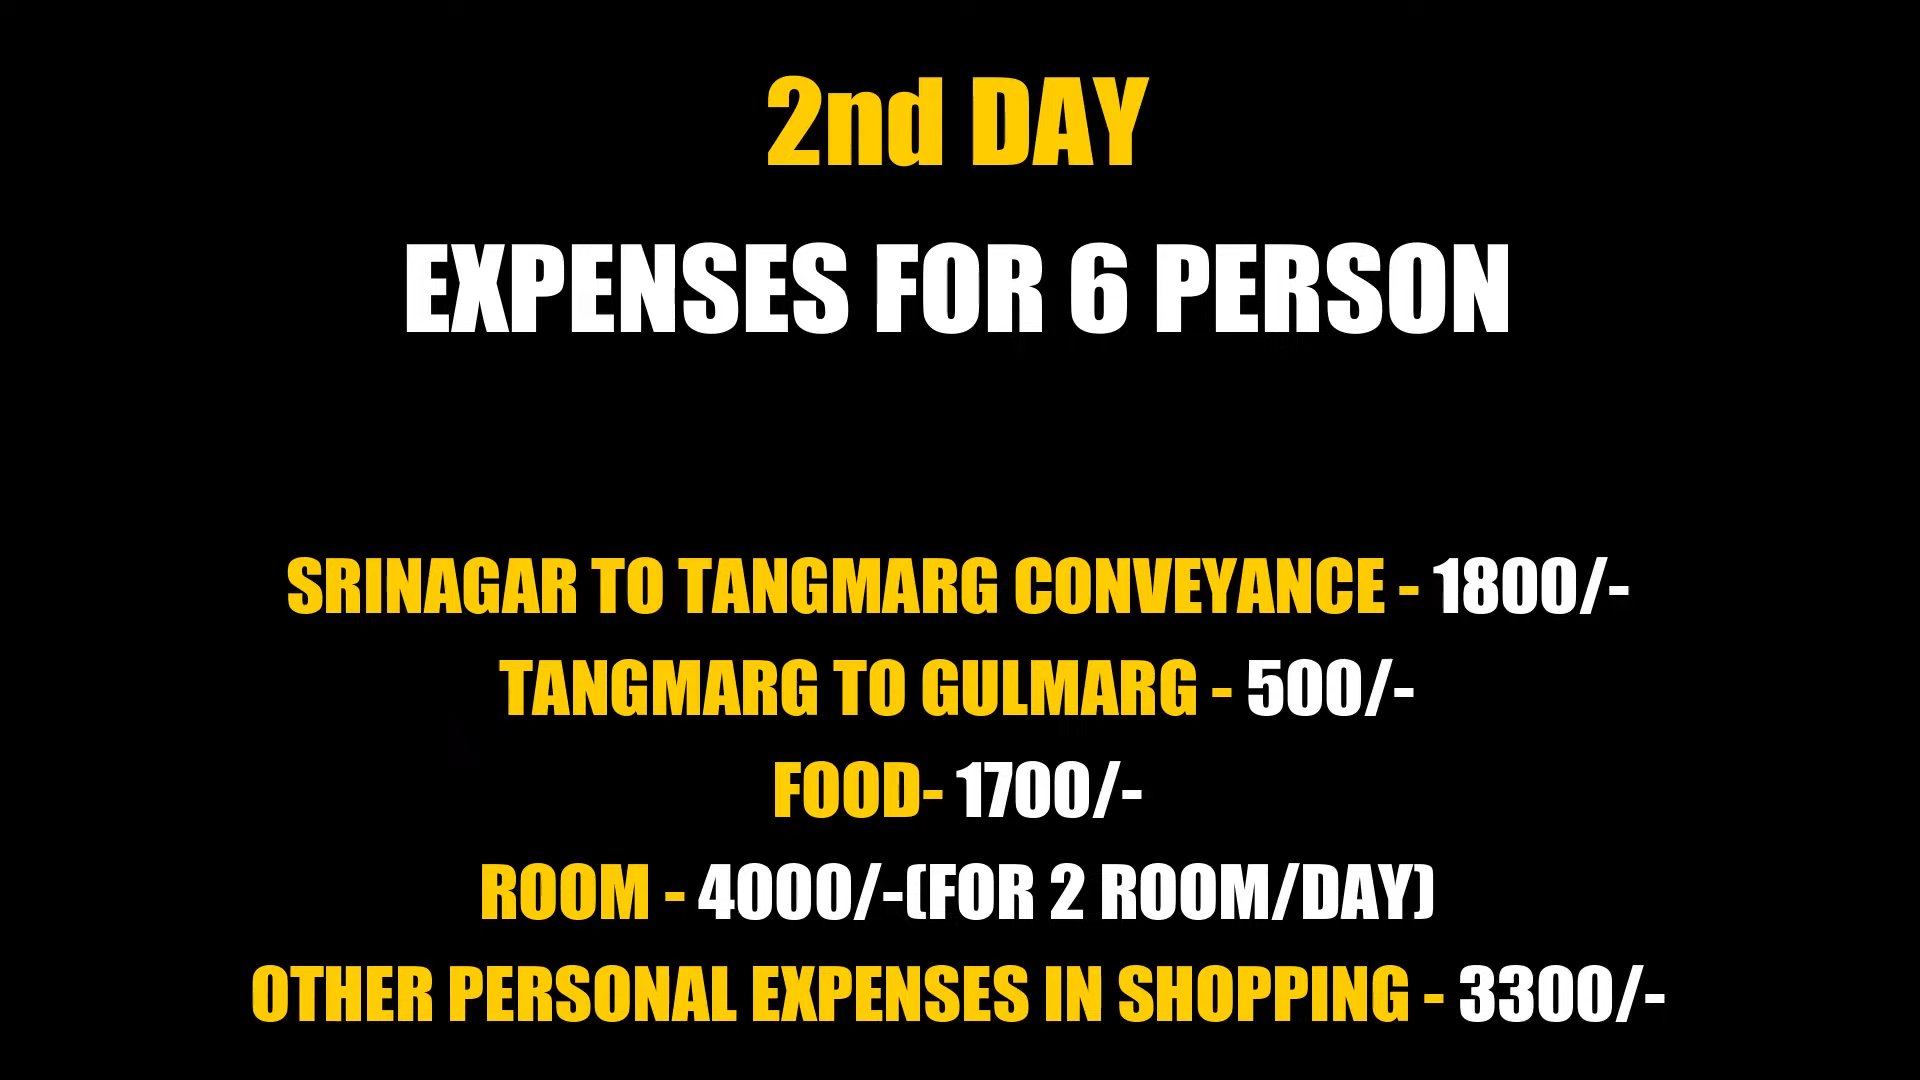 2nd DAY
EXPENSES FOR 6 PERSON
SRINAGAR TO TANGMARG CONVEYANCE - 1800/-
TANGMARG TO GULMARG - 500/-
FOOD- 1700/-
ROOM - 4000/-(FOR 2 ROOM/DAY)
OTHER PERSONAL EXPENSES IN SHOPPING - 3300/-